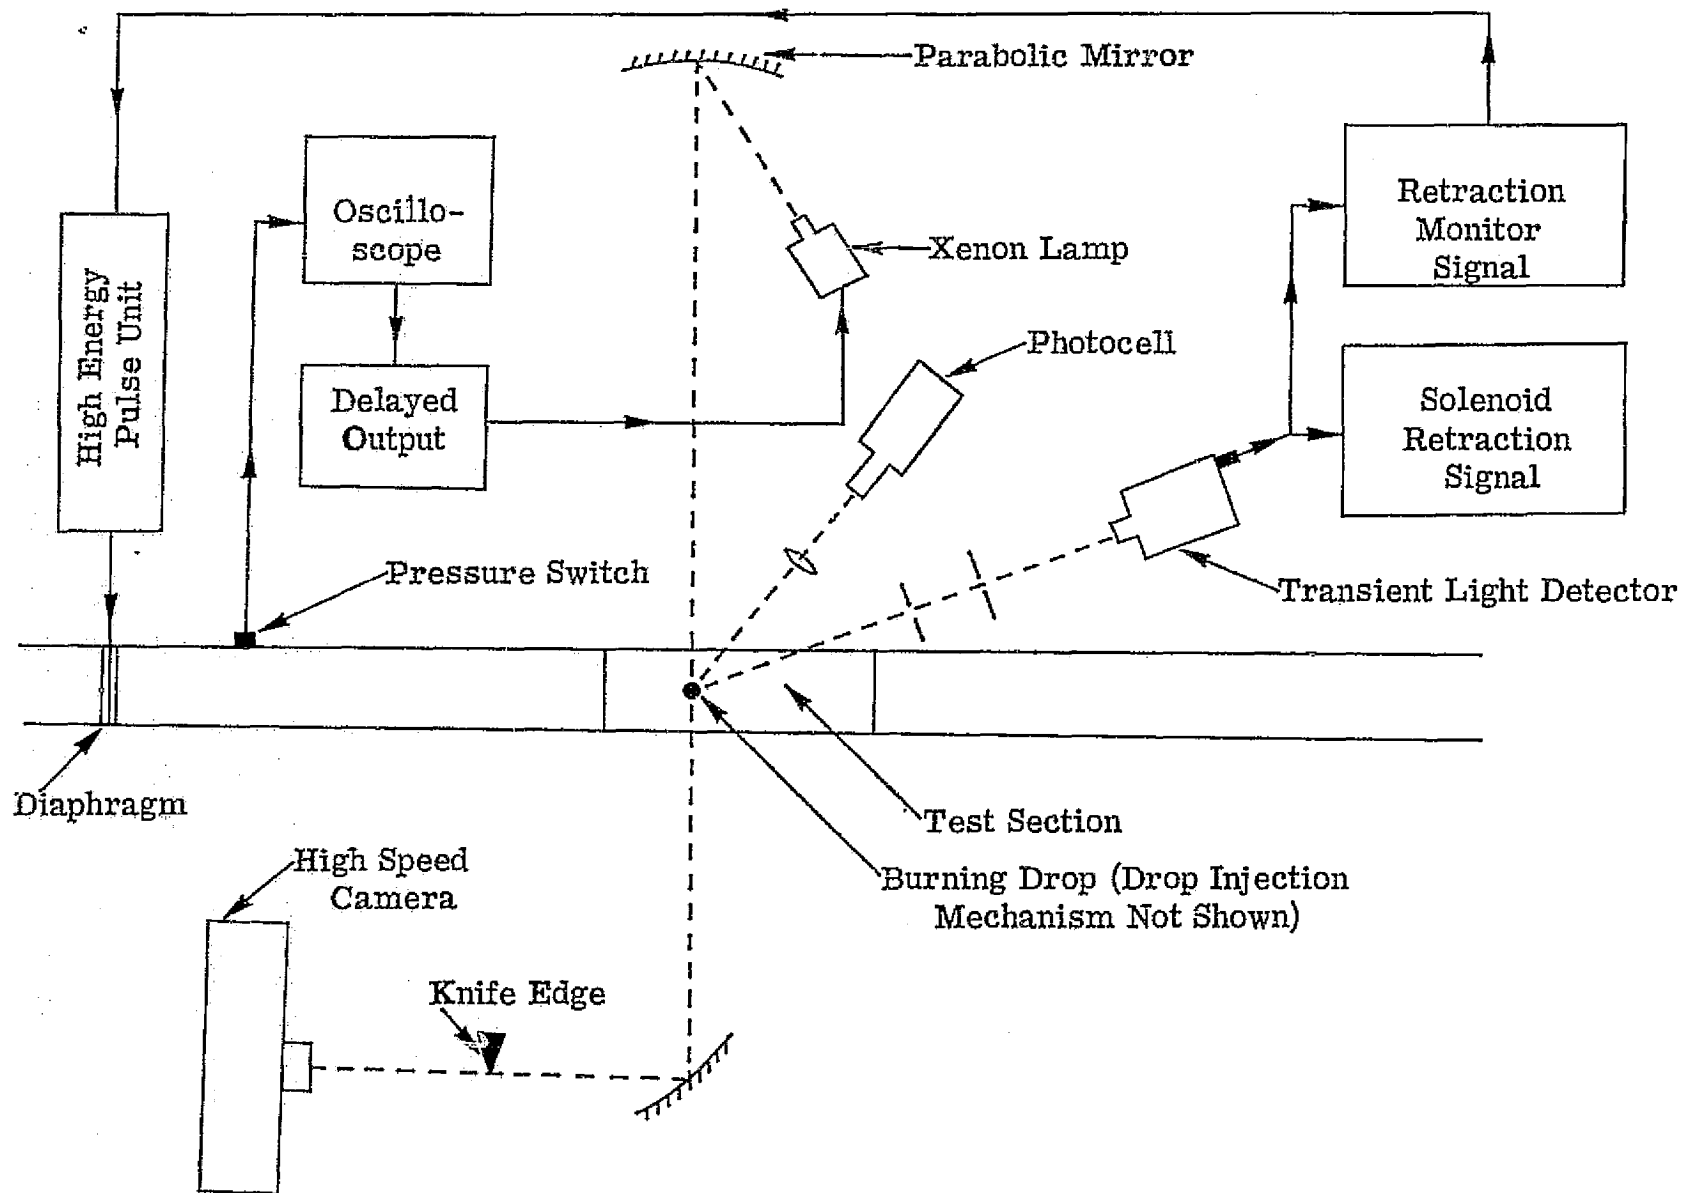 Parabolic Mirror
Retraction
Monitor
Signal
Oscillo-
scope
Xenon Lamp
High Energy
Pulse Unit
Photocell
Delayed
Output
Solenoid
Retraction
Signal
Pressure Switch
Transient Light Detector
Diaphragm
Test Section
High Speed
Camera
Burning Drop (Drop Injection
Mechanism Not Shown)
Knife Edge